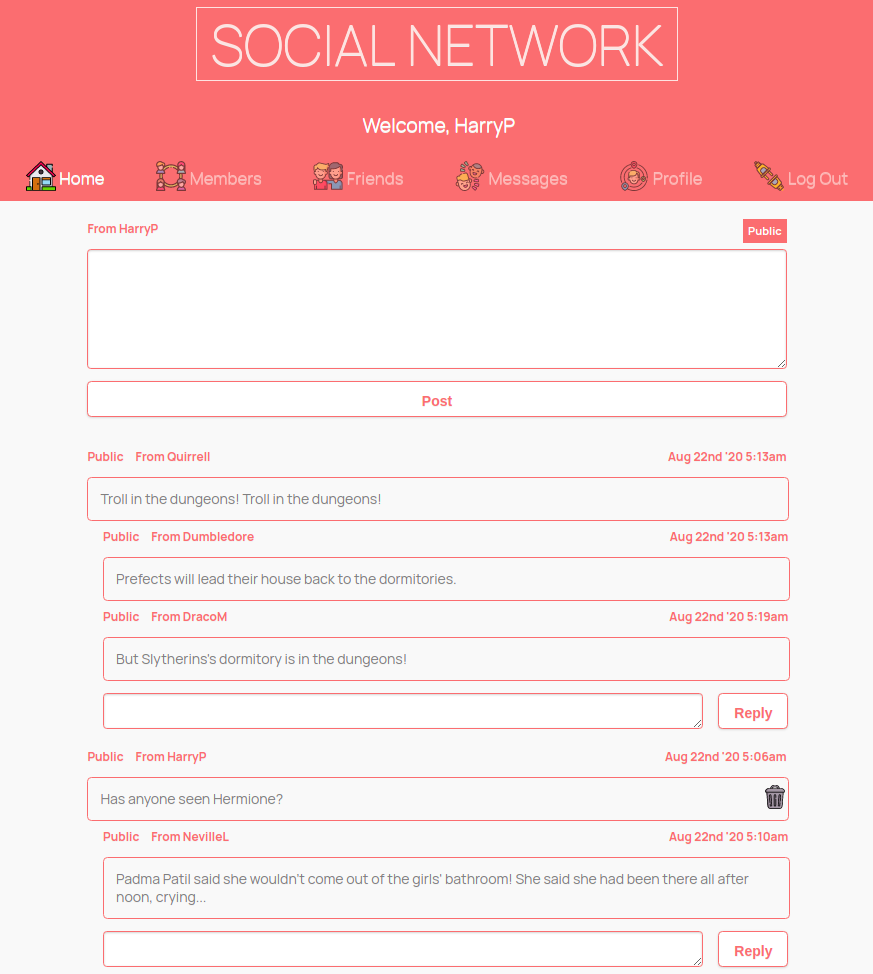 SOCIAL NETWORK
Welcome, HarryP
Home Members Friends Messages Profile Log Out
From HarryP Public
Post
Public From Quirrell Aug 22nd '20 5:13am
Troll in the dungeons! Troll in the dungeons!
Public From Dumbledore Aug 22nd '20 5:13am
Prefects will lead their house back to the dormitories.
Public From DracoM Aug 22nd '20 5:19am
But Slytherins's dormitory is in the dungeons!
Reply
Public From HarryP Aug 22nd '20 5:06am
Has anyone seen Hermione?
Public From NevilleL Aug 22nd '20 5:10am
Padma Patil said she wouldn't come out of the girls' bathroom! She said she had been there all after
noon, crying...
Reply